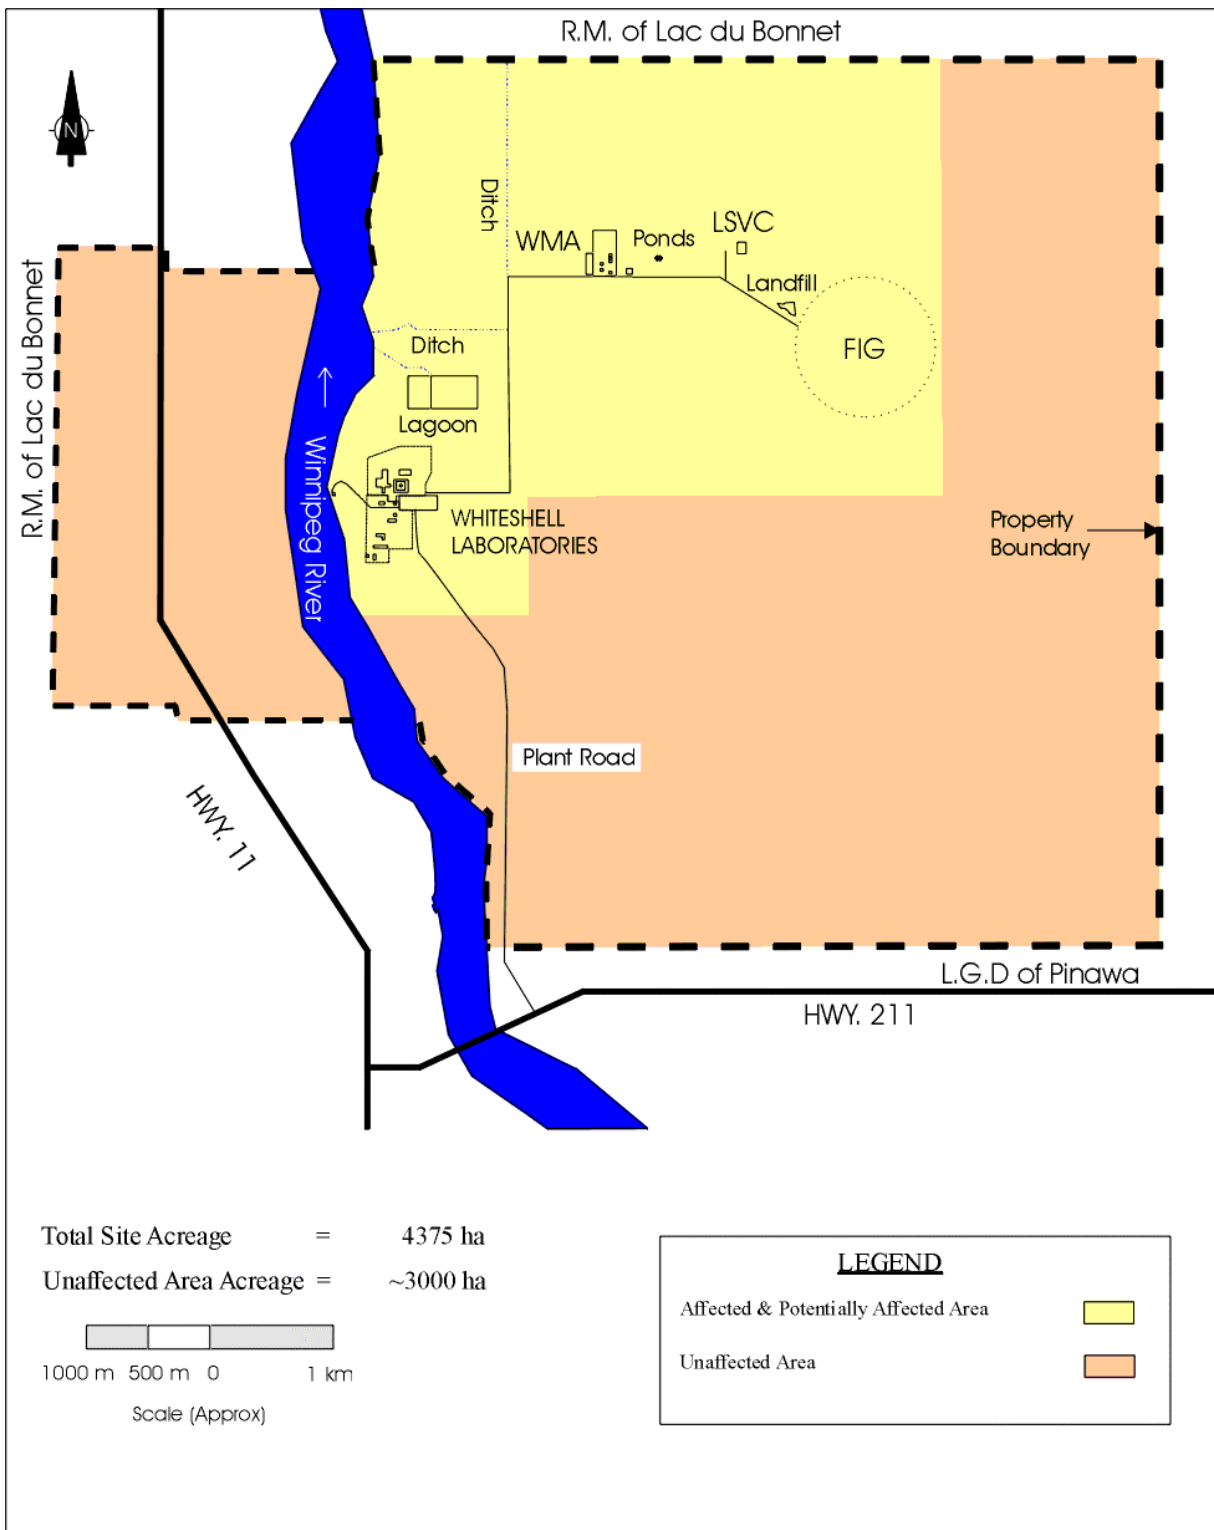 R.M. of Lac du Bonnet
N
Ditch
LSVC
WMA
Ponds
Landfill
R.M. of Lac du Bonnet
Ditch
FIG
Lagoon
Winnipeg River
WHITESHELL
LABORATORIES
Property
Boundary
Plant Road
HWY. 11
L.G.D of Pinawa
HWY. 211
Total Site Acreage = 4375 ha
Unaffected Area Acreage = ~3000 ha
1000 m 500 m 0 1 km
Scale (Approx)
LEGEND
Affected & Potentially Affected Area
Unaffected Area